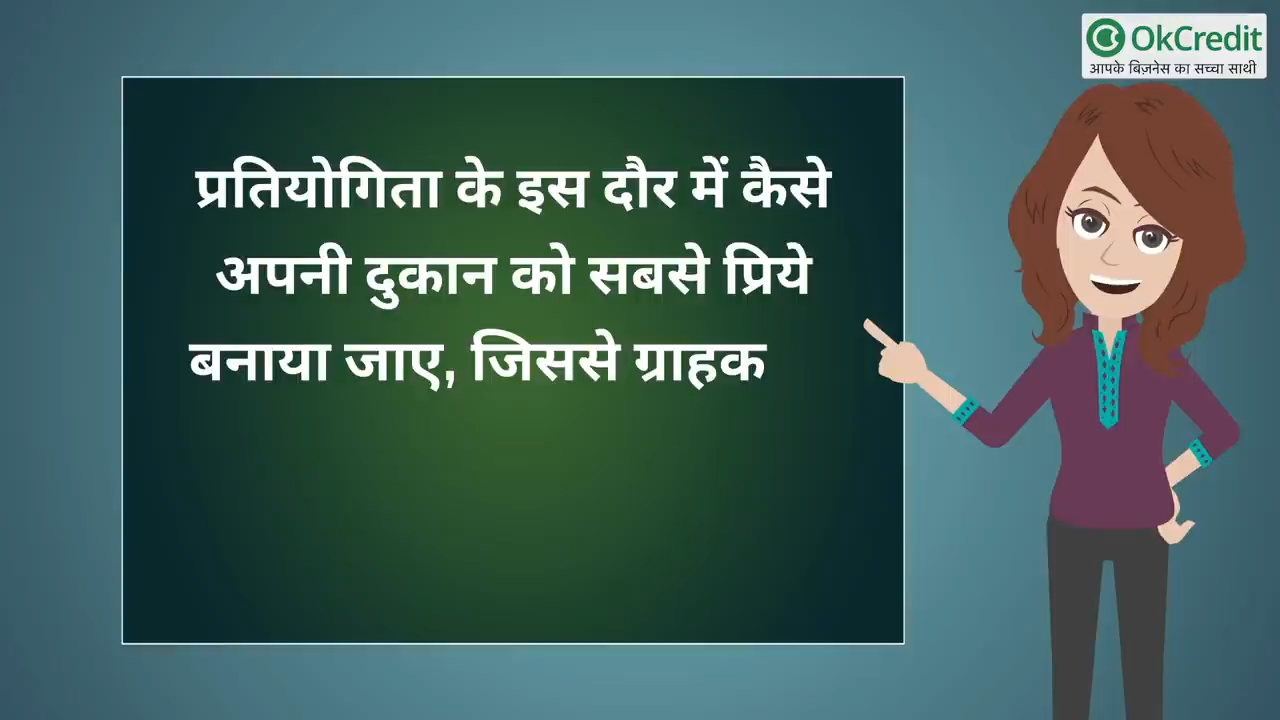 OkCredit
आपके बिज़नेस का सच्चा साथी
प्रतियोगिता के इस दौर में कैसे
अपनी दुकान को सबसे प्रिये
बनाया जाए, जिससे ग्राहक